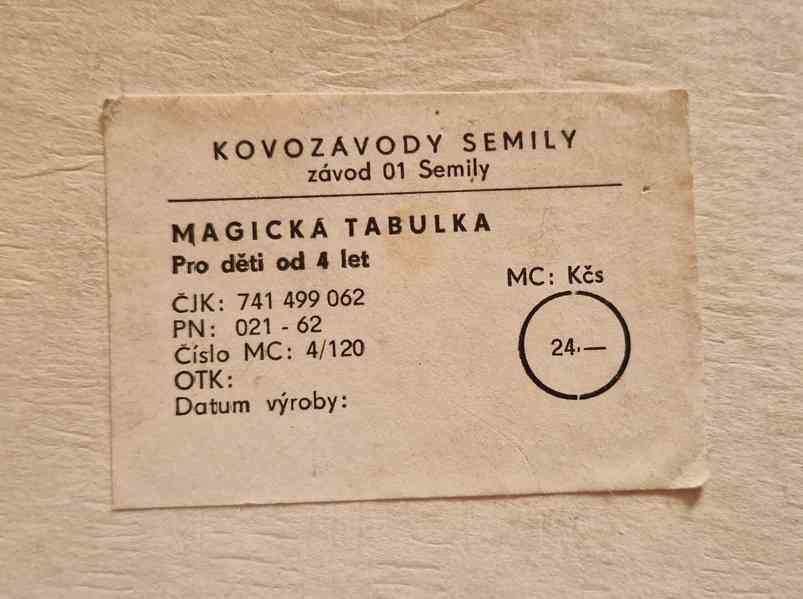 KOVOZÁVODY SEMILY
závod 01 Semily
MAGICKÁ TABULKA
Pro děti od 4 let
MC: Kčs
24,—
ČJK: 741 499 062
PN: 021 - 62
Číslo MC: 4/120
OTK:
Datum výroby: